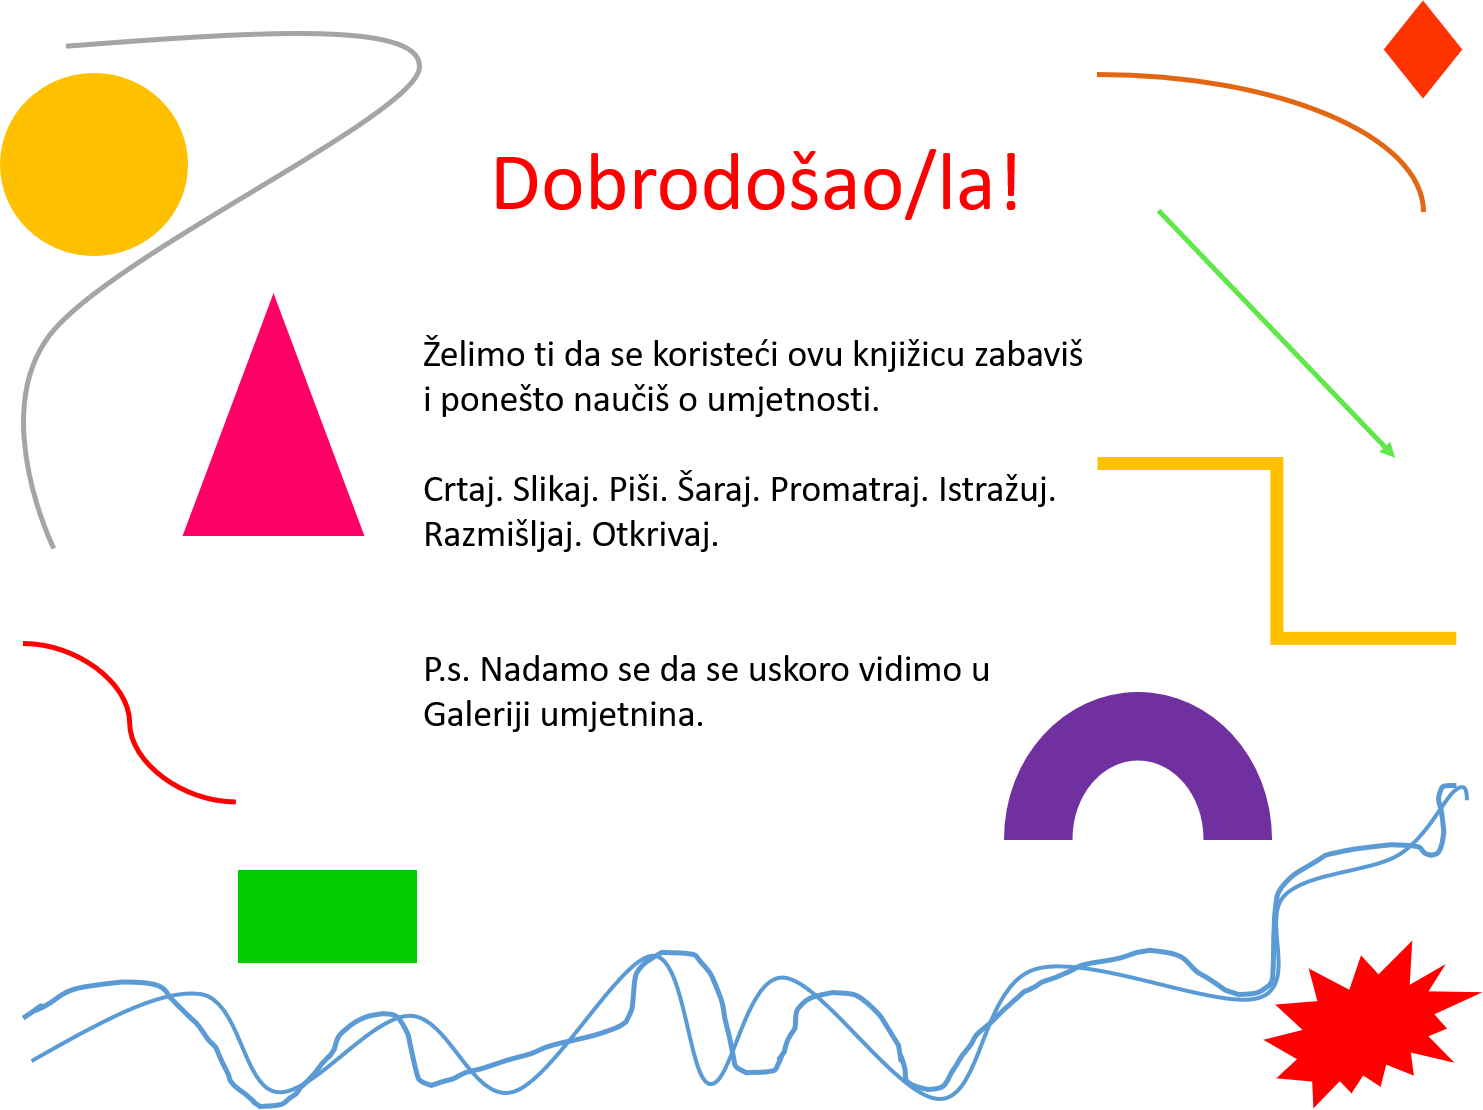 Dobrodošao/la!
Želimo ti da se koristeći ovu knjižicu zabaviš
i ponešto naučiš o umjetnosti.
Crtaj. Slikaj. Piši. Šaraj. Promatraj. Istražuj.
Razmišljaj. Otkrivaj.
P.s. Nadamo se da se uskoro vidimo u
Galeriji umjetnina.